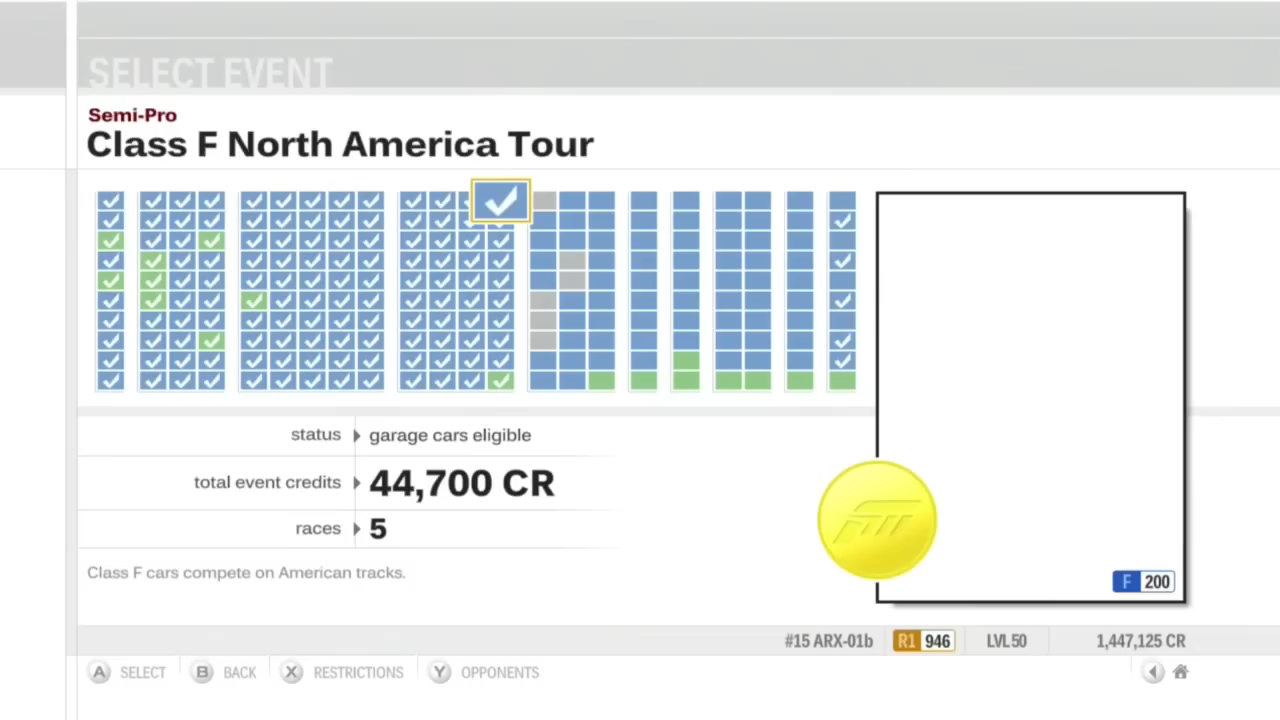 SELECT EVENT
Semi-Pro
Class F North America Tour
status garage cars eligible
total event credits 44,700 CR
races 5
Class F cars compete on American tracks.
F 200
#15 ARX-01b R1 946 LVL50 1,447,125 CR
A SELECT B BACK X RESTRICTIONS Y OPPONENTS